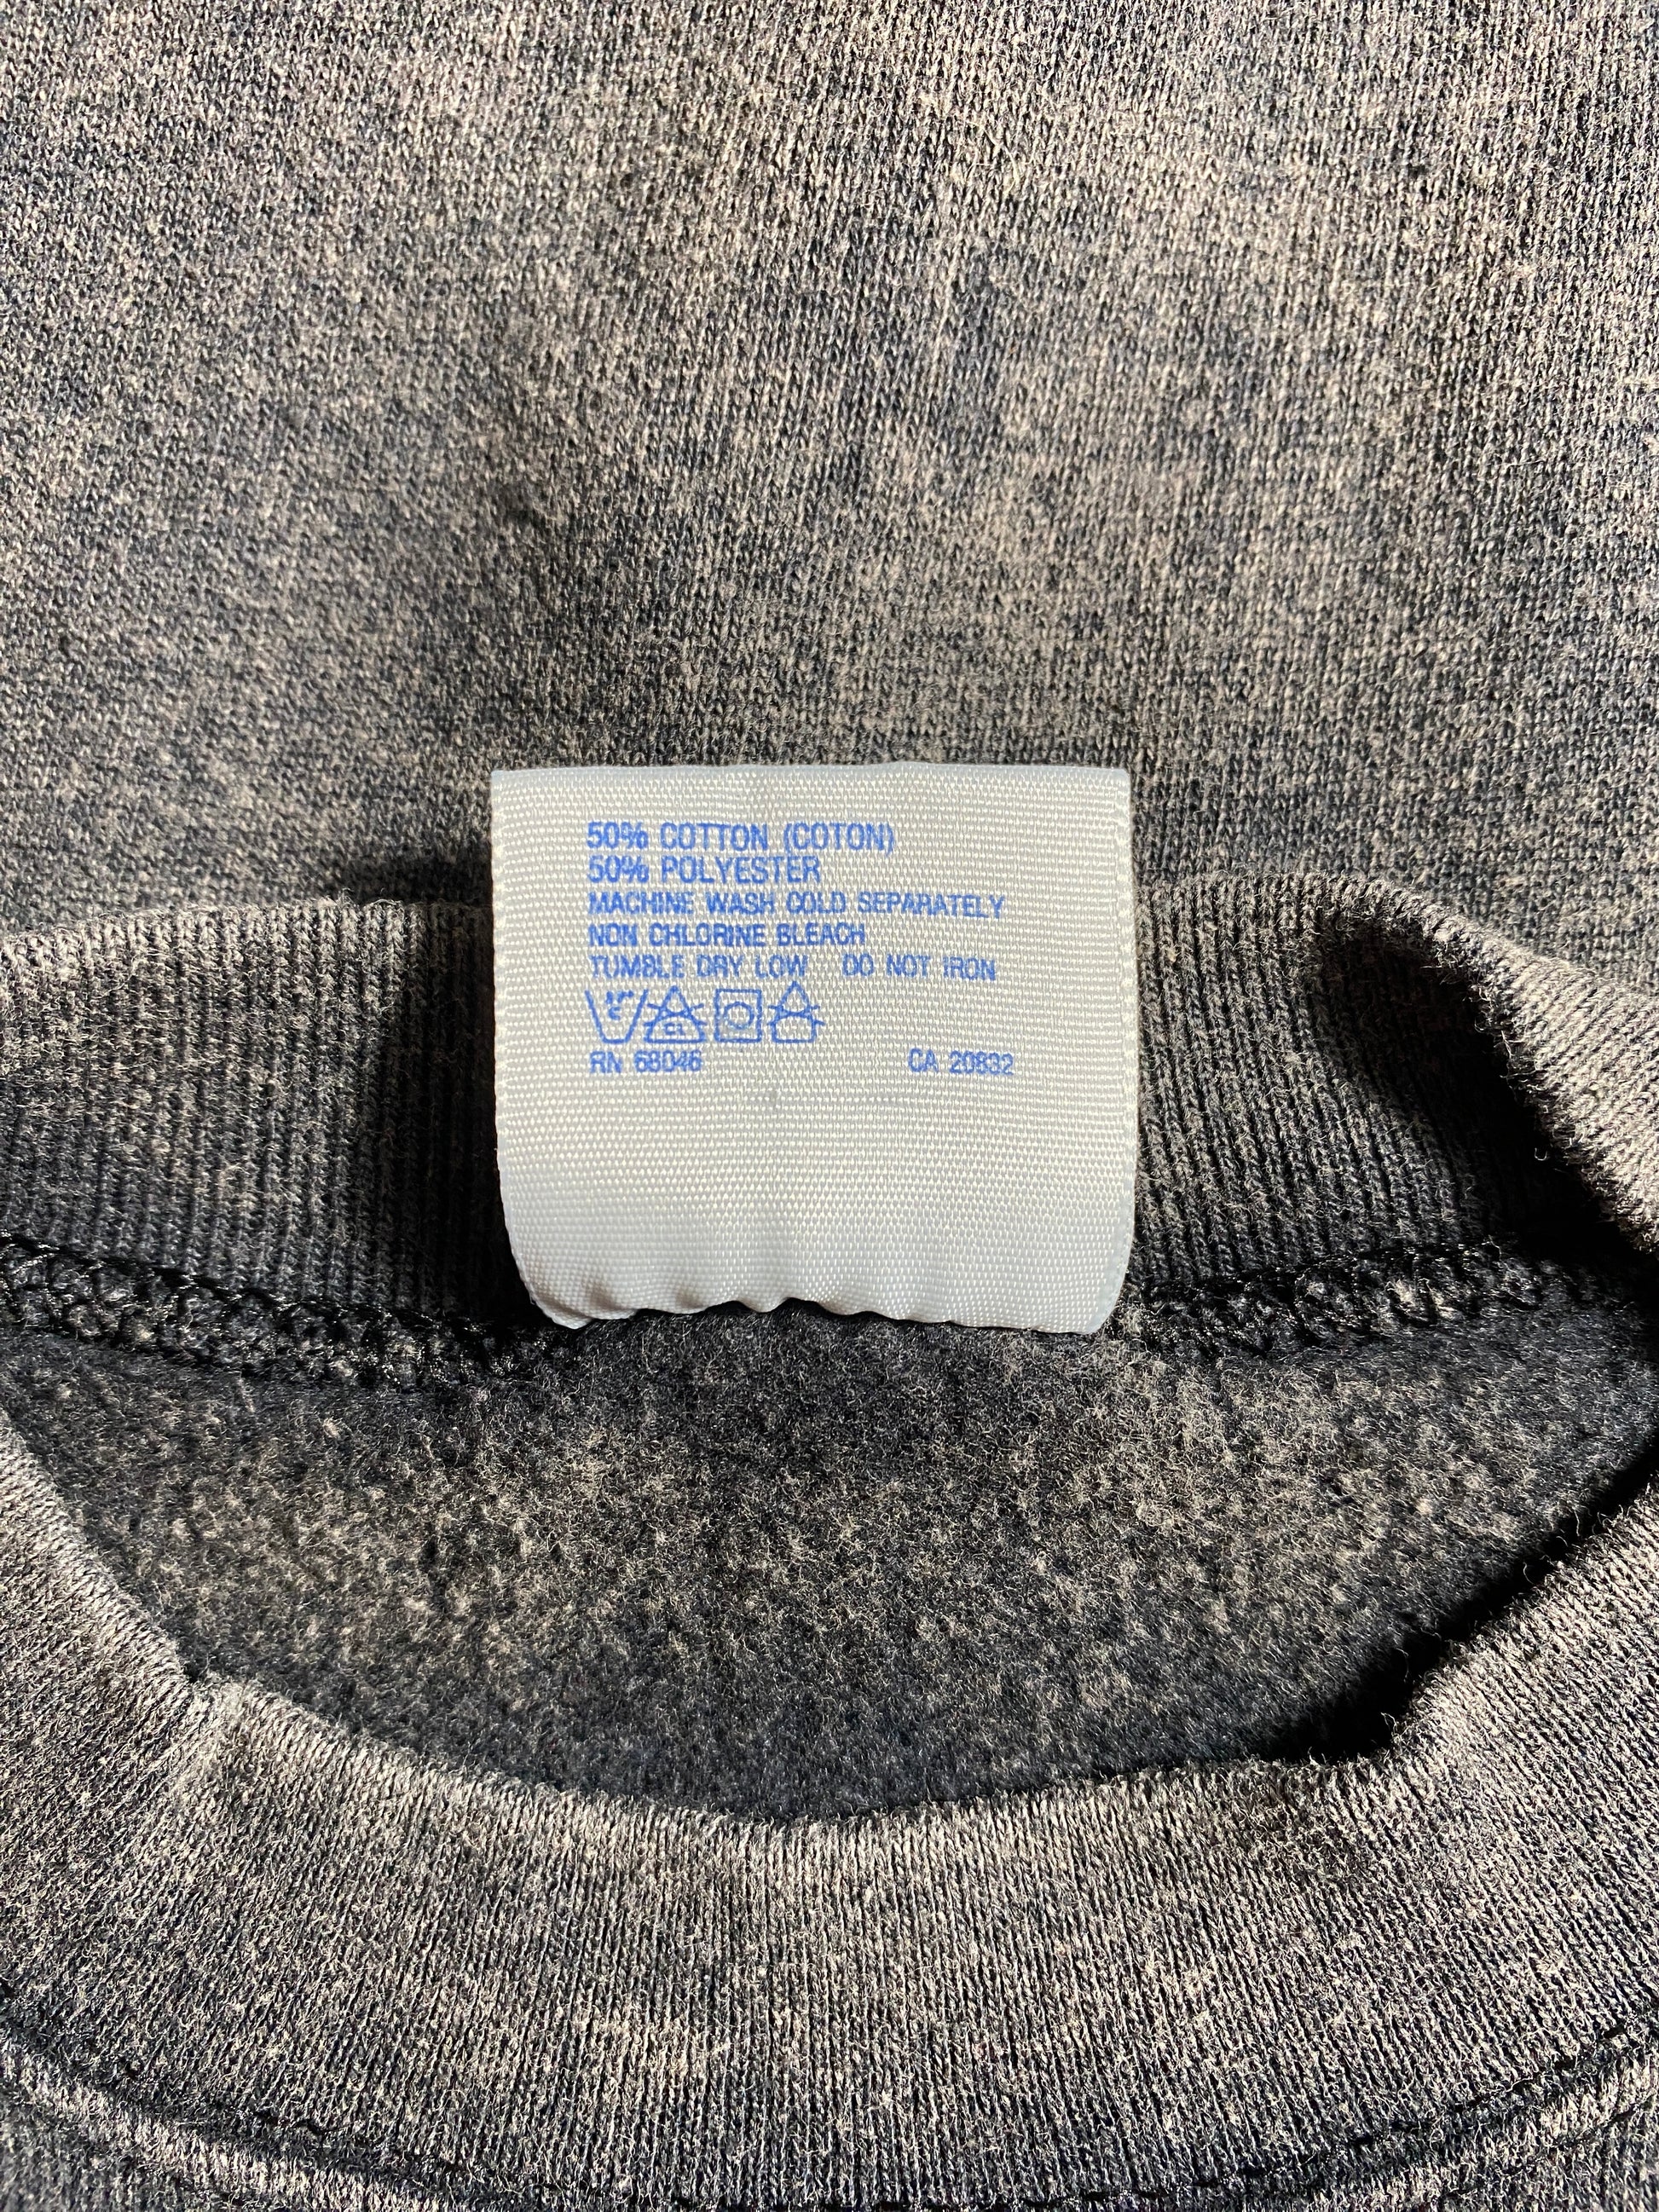 50% COTTON (COTON)
50% POLYESTER
MACHINE WASH COLD SEPARATELY
NON CHLORINE BLEACH
TUMBLE DRY LOW DO NOT IRON
CL
RN 68046 CA 20832